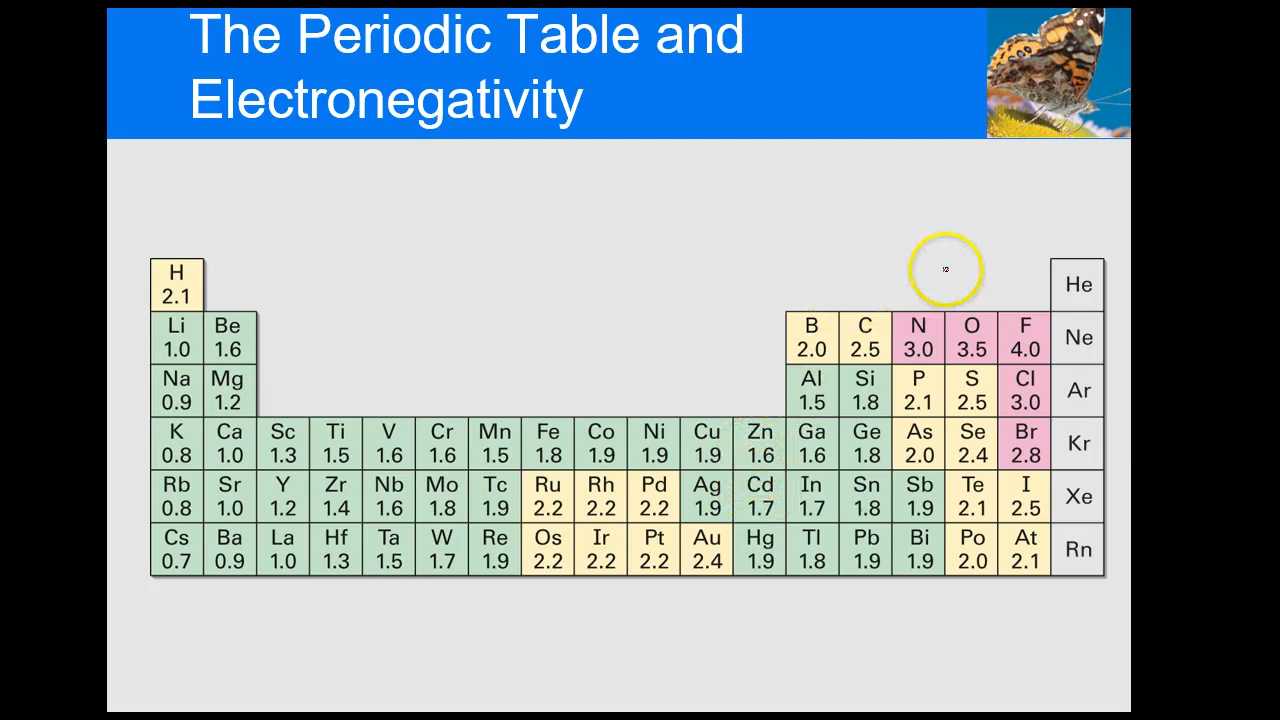 The Periodic Table and
Electronegativity
H He
2.1
Li Be B C N O F Ne
1.0 1.6 2.0 2.5 3.0 3.5 4.0
Na Mg Al Si P S Cl Ar
0.9 1.2 1.5 1.8 2.1 2.5 3.0
K Ca Sc Ti V Cr Mn Fe Co Ni Cu Zn Ga Ge As Se Br Kr
0.8 1.0 1.3 1.5 1.6 1.6 1.5 1.8 1.9 1.9 1.9 1.6 1.6 1.8 2.0 2.4 2.8
Rb Sr Y Zr Nb Mo Tc Ru Rh Pd Ag Cd In Sn Sb Te I Xe
0.8 1.0 1.2 1.4 1.6 1.8 1.9 2.2 2.2 2.2 1.9 1.7 1.7 1.8 1.9 2.1 2.5
Cs Ba La Hf Ta W Re Os Ir Pt Au Hg Tl Pb Bi Po At Rn
0.7 0.9 1.0 1.3 1.5 1.7 1.9 2.2 2.2 2.2 2.4 1.9 1.8 1.9 1.9 2.0 2.1